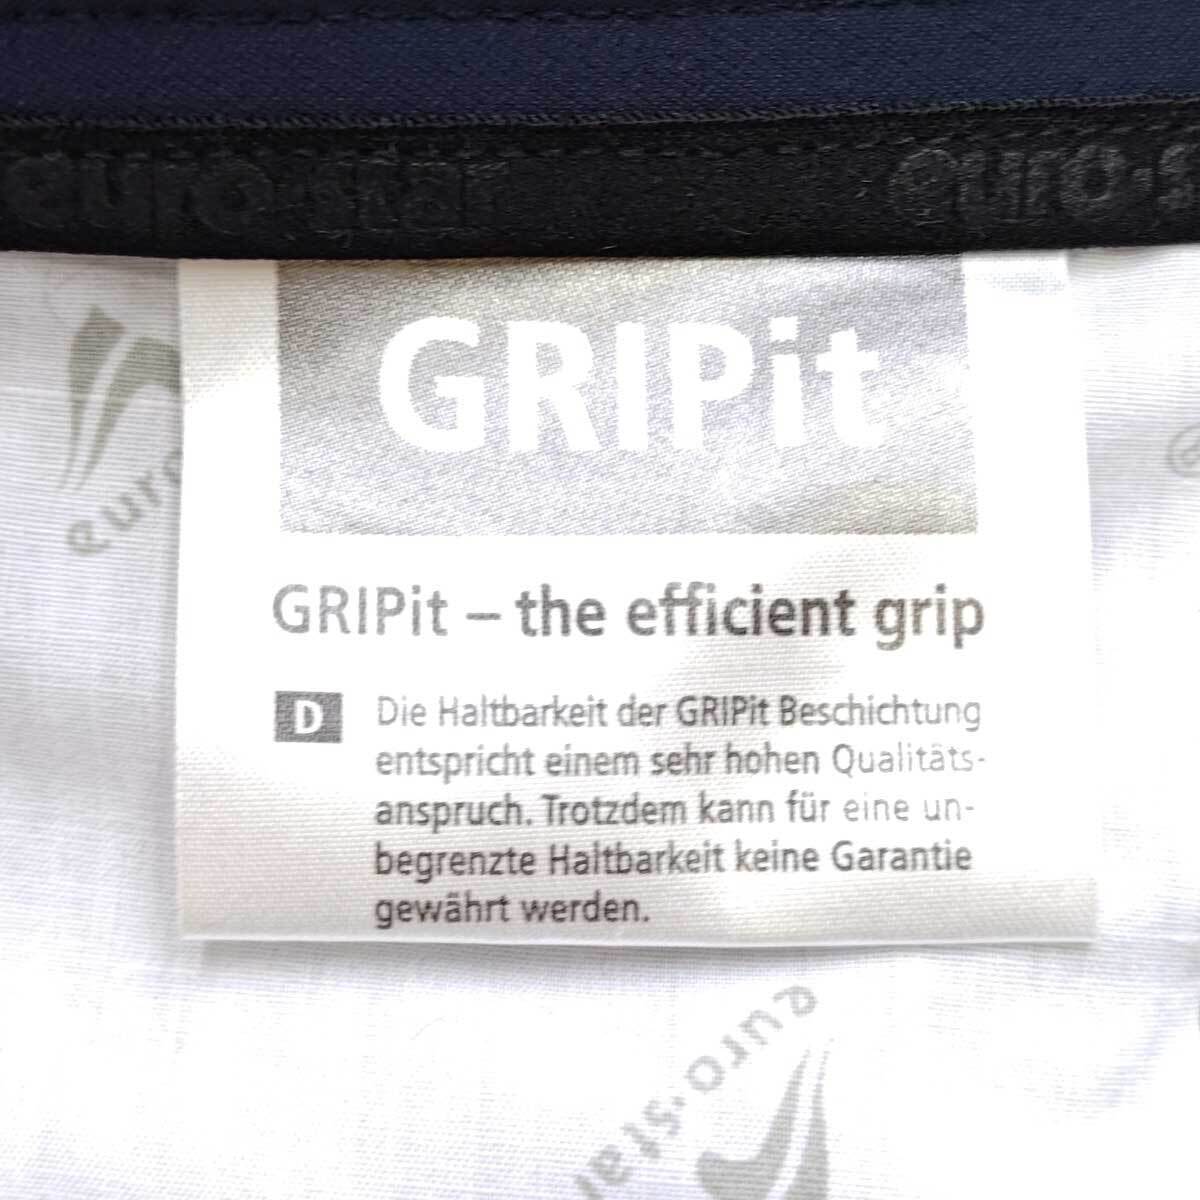 euro-star euro-s
GRIPit
euro
GRIPit – the efficient grip
D Die Haltbarkeit der GRIPit Beschichtung
entspricht einem sehr hohen Qualitäts-
anspruch. Trotzdem kann für eine un-
begrenzte Haltbarkeit keine Garantie
gewährt werden.
euro-star